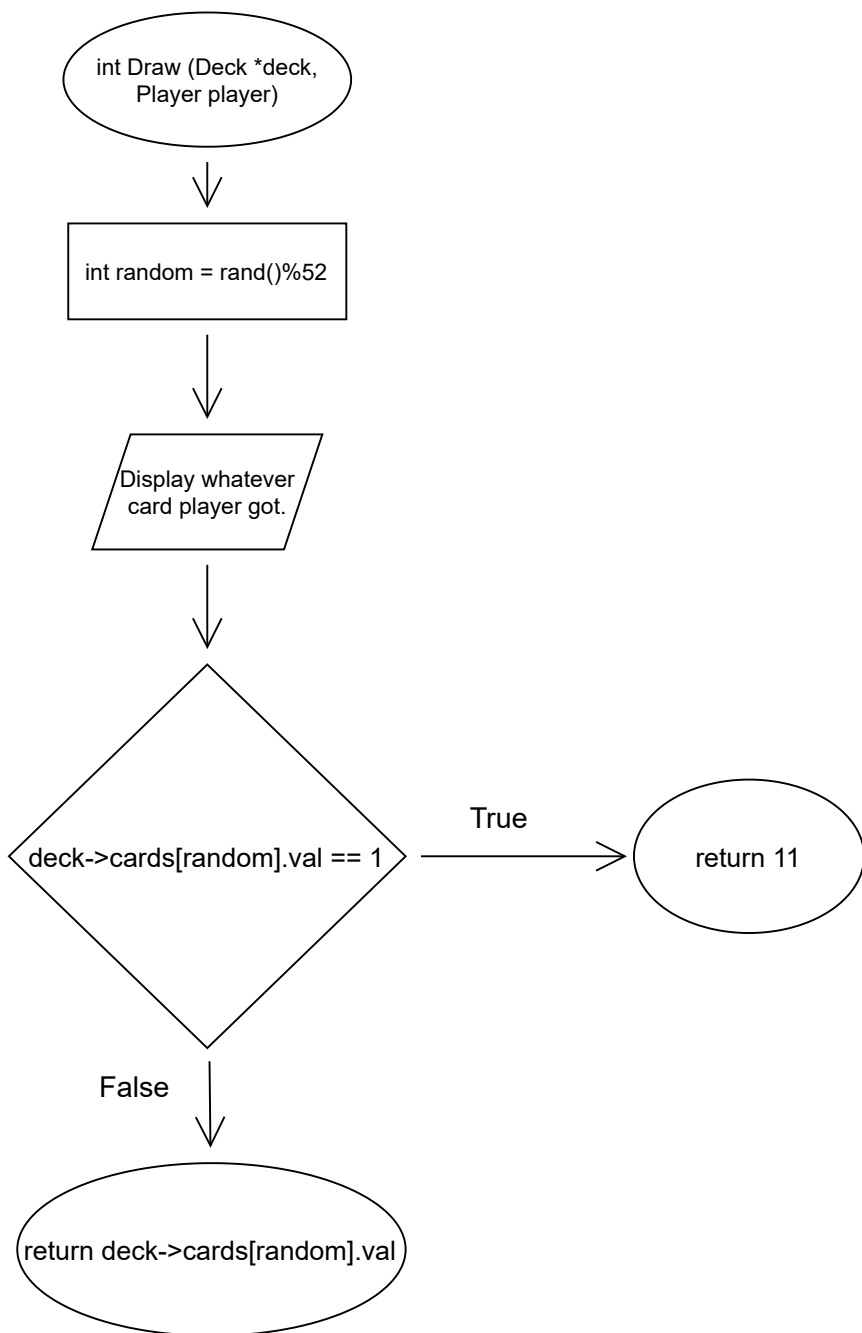 int Draw (Deck *deck,
Player player)
int random = rand()%52
Display whatever
card player got.
deck->cards[random].val == 1
True
return 11
False
return deck->cards[random].val